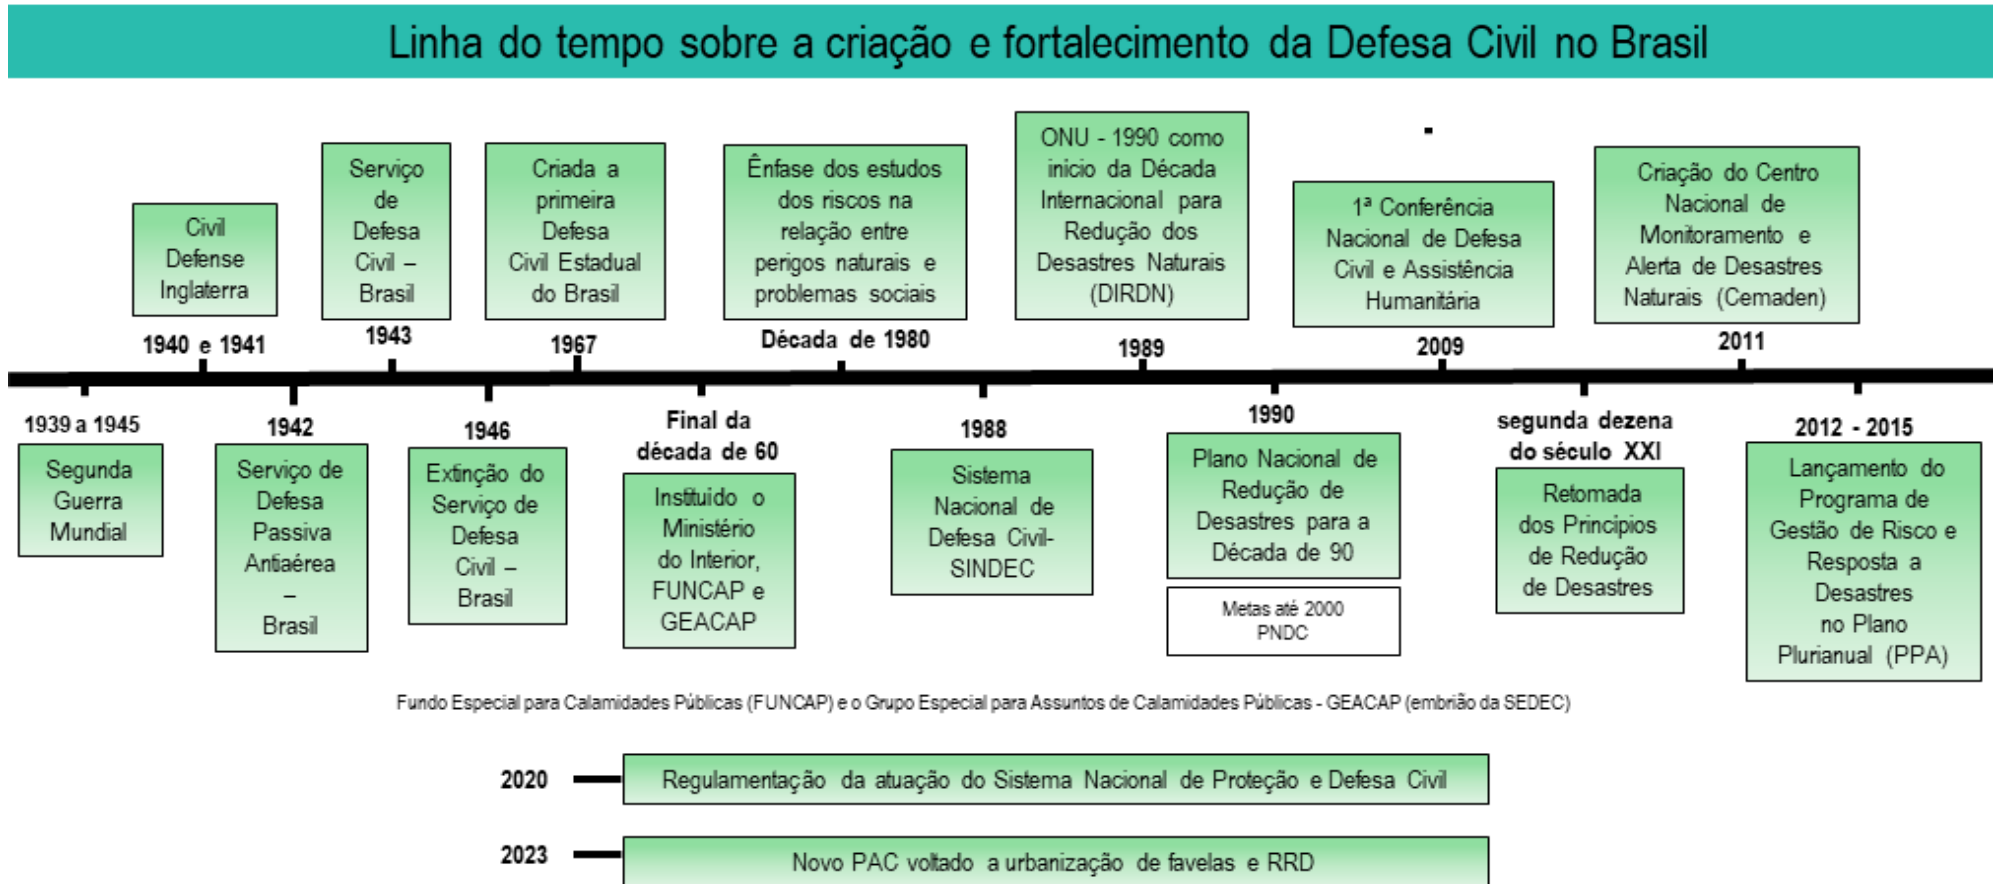 Linha do tempo sobre a criação e fortalecimento da Defesa Civil no Brasil
Civil
Defense
Inglaterra
1940 e 1941
Serviço
de
Defesa
Civil –
Brasil
1943
Criada a
primeira
Defesa
Civil Estadual
do Brasil
1967
Ênfase dos estudos
dos riscos na
relação entre
perigos naturais e
problemas sociais
Década de 1980
ONU - 1990 como
início da Década
Internacional para
Redução dos
Desastres Naturais
(DIRDN)
1989
1ª Conferência
Nacional de Defesa
Civil e Assistência
Humanitária
2009
Criação do Centro
Nacional de
Monitoramento e
Alerta de Desastres
Naturais (Cemaden)
2011
1939 a 1945
Segunda
Guerra
Mundial
1942
Serviço de
Defesa
Passiva
Antiaérea
–
Brasil
1946
Extinção do
Serviço de
Defesa
Civil –
Brasil
Final da
década de 60
Instituído o
Ministério
do Interior,
FUNCAP e
GEACAP
1988
Sistema
Nacional de
Defesa Civil-
SINDEC
1990
Plano Nacional de
Redução de
Desastres para a
Década de 90
Metas até 2000
PNDC
segunda dezena
do século XXI
Retomada
dos Princípios
de Redução
de Desastres
2012 - 2015
Lançamento do
Programa de
Gestão de Risco e
Resposta a
Desastres
no Plano
Plurianual (PPA)
Fundo Especial para Calamidades Públicas (FUNCAP) e o Grupo Especial para Assuntos de Calamidades Públicas - GEACAP (embrião da SEDEC)
2020
Regulamentação da atuação do Sistema Nacional de Proteção e Defesa Civil
2023
Novo PAC voltado a urbanização de favelas e RRD